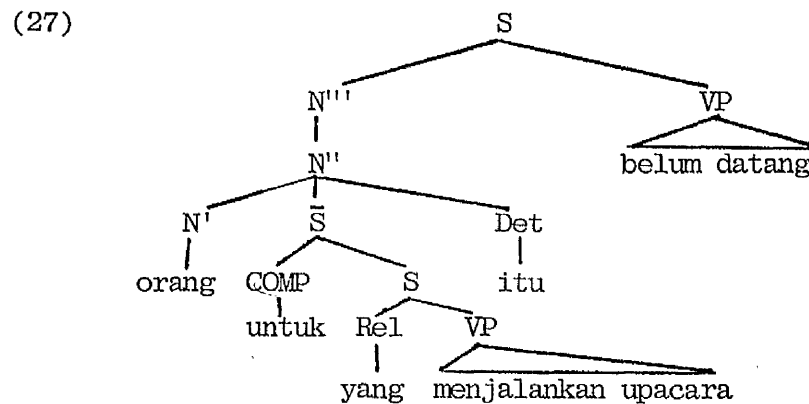 (27) S
N''' VP
N'' belum datang
N' S̄ Det
orang COMP S itu
untuk Rel VP
yang menjalankan upacara